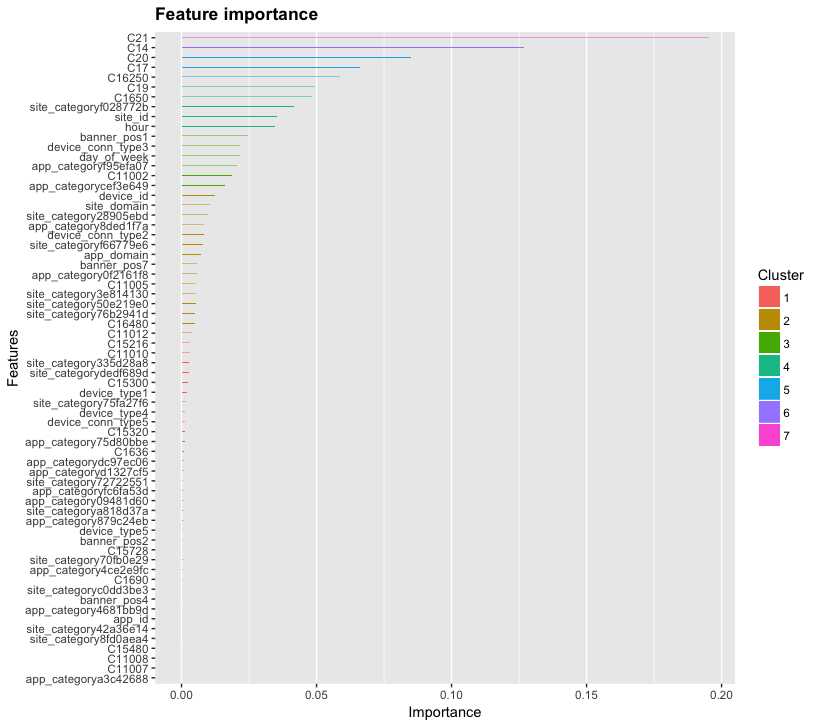 Feature importance
C21
C14
C20
C17
C16250
C19
C1650
site_categoryf028772b
site_id
hour
banner_pos1
device_conn_type3
day_of_week
app_categoryf95efa07
C11002
app_categorycef3e649
device_id
site_domain
site_category28905ebd
app_category8ded1f7a
device_conn_type2
site_categoryf66779e6
app_domain
banner_pos7
app_category0f2161f8
C11005
site_category3e814130
site_category50e219e0
site_category76b2941d
C16480
C11012
C15216
C11010
site_category335d28a8
site_categorydedf689d
C15300
device_type1
site_category75fa27f6
device_type4
device_conn_type5
C15320
app_category75d80bbe
C1636
app_categorydc97ec06
app_categoryd1327cf5
site_category72722551
app_categoryfc6fa53d
app_category09481d60
site_categorya818d37a
app_category879c24eb
device_type5
banner_pos2
C15728
site_category70fb0e29
app_category4ce2e9fc
C1690
site_categoryc0dd3be3
banner_pos4
app_category4681bb9d
app_id
site_category42a36e14
site_category8fd0aea4
C15480
C11008
C11007
app_categorya3c42688
Features
0.00 0.05 0.10 0.15 0.20
Importance
Cluster
1
2
3
4
5
6
7